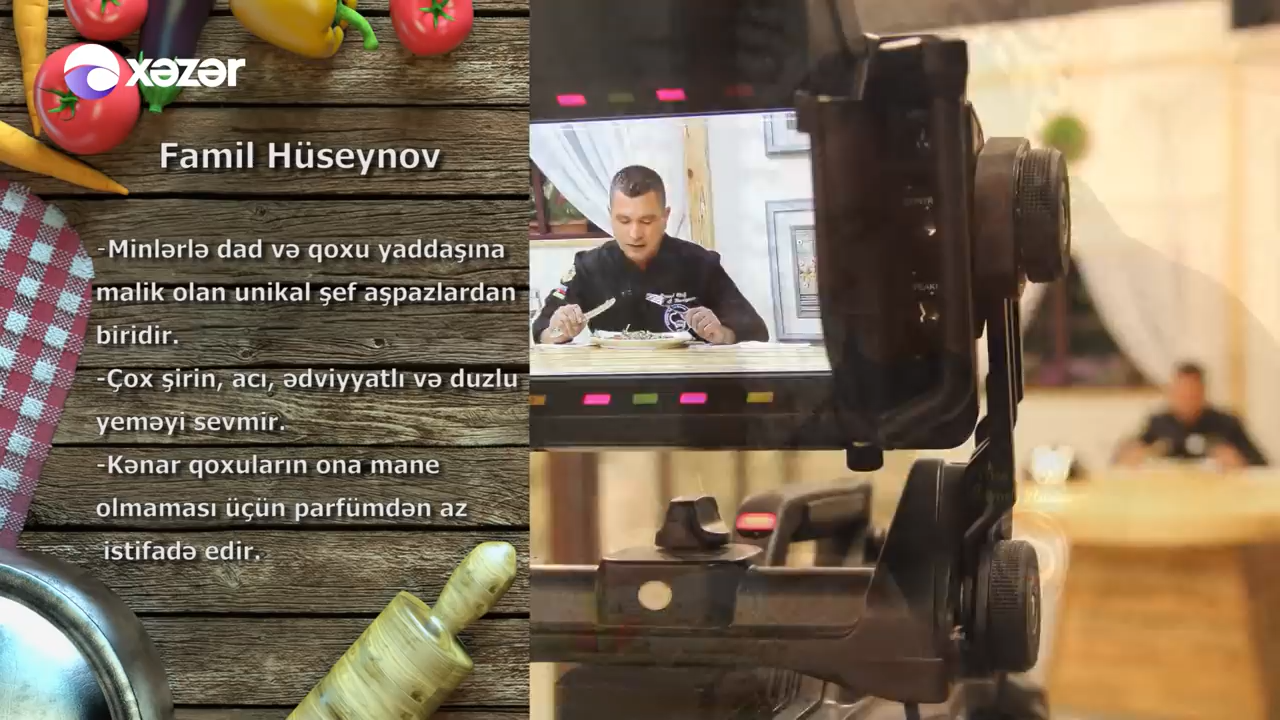 xəzər
Famil Hüseynov
-Minlərlə dad və qoxu yaddaşına
malik olan unikal şef aşpazlardan
biridir.
-Çox şirin, acı, ədviyyatlı və duzlu
yeməyi sevmir.
-Kənar qoxuların ona mane
olmaması üçün parfümdən az
istifadə edir.